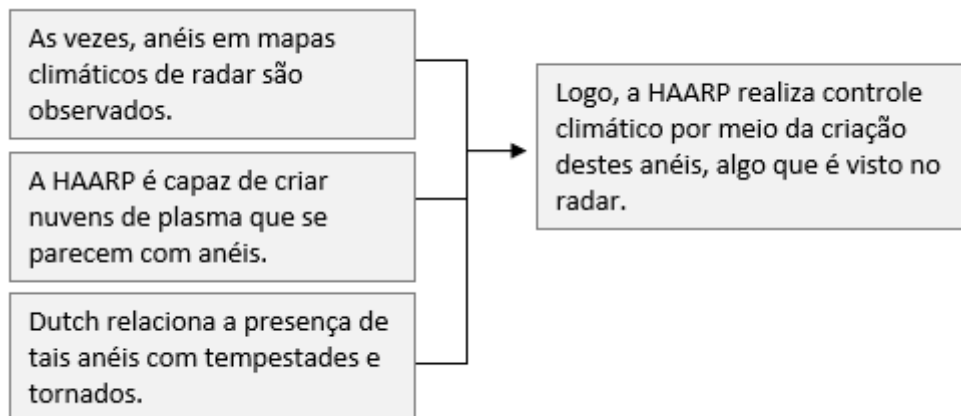 As vezes, anéis em mapas
climáticos de radar são
observados.
A HAARP é capaz de criar
nuvens de plasma que se
parecem com anéis.
Dutch relaciona a presença de
tais anéis com tempestades e
tornados.
Logo, a HAARP realiza controle
climático por meio da criação
destes anéis, algo que é visto no
radar.